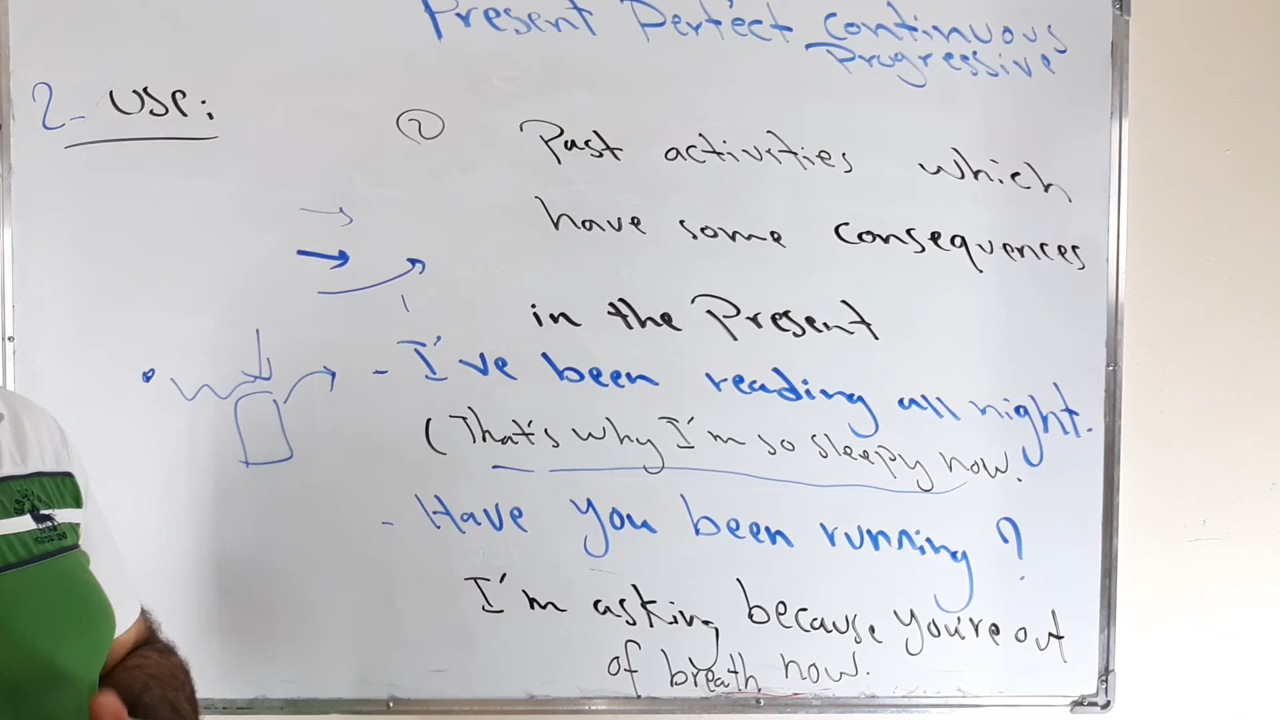 Present Perfect continuous
Progressive
2- Use:
② Past activities which
have some consequences
in the Present
- I've been reading all night.
(That's why I'm so sleepy now.
- Have you been running?
I'm asking because you're out
of breath now.